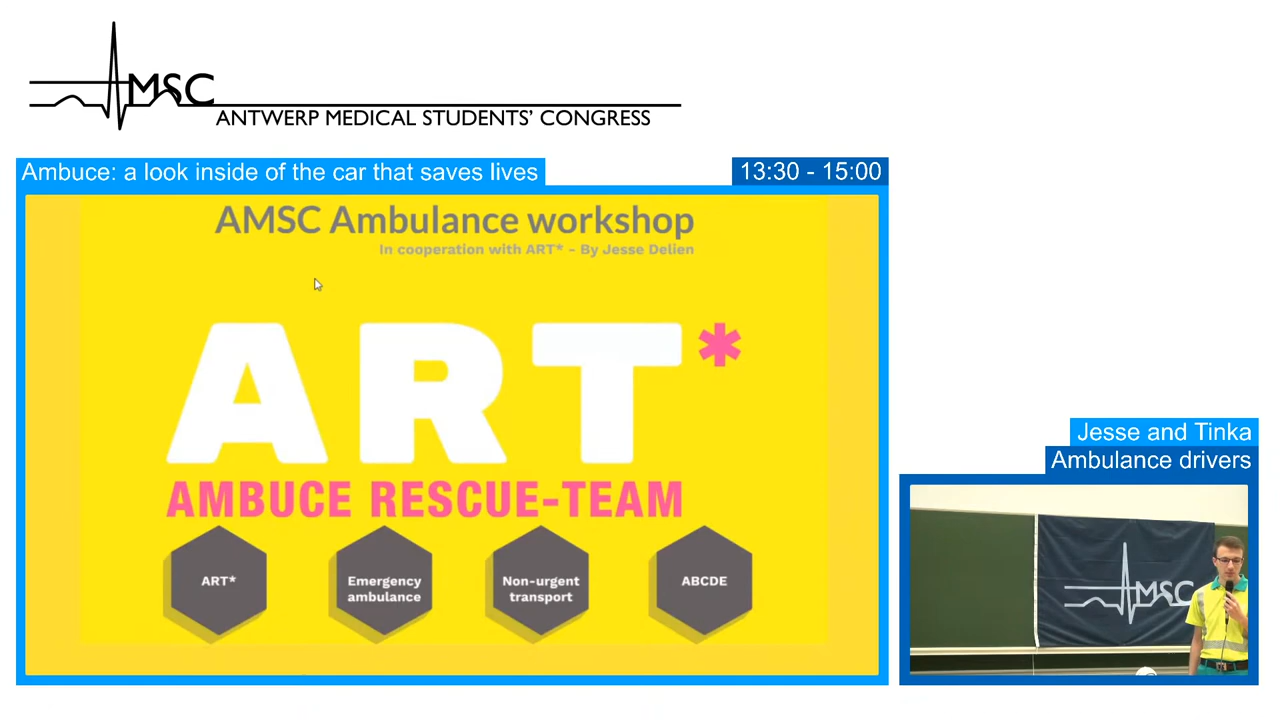 AMSC
ANTWERP MEDICAL STUDENTS' CONGRESS
Ambuce: a look inside of the car that saves lives
13:30 - 15:00
AMSC Ambulance workshop
In cooperation with ART* - By Jesse Delien
ART*
AMBUCE RESCUE-TEAM
ART*
Emergency
ambulance
Non-urgent
transport
ABCDE
Jesse and Tinka
Ambulance drivers
AMSC